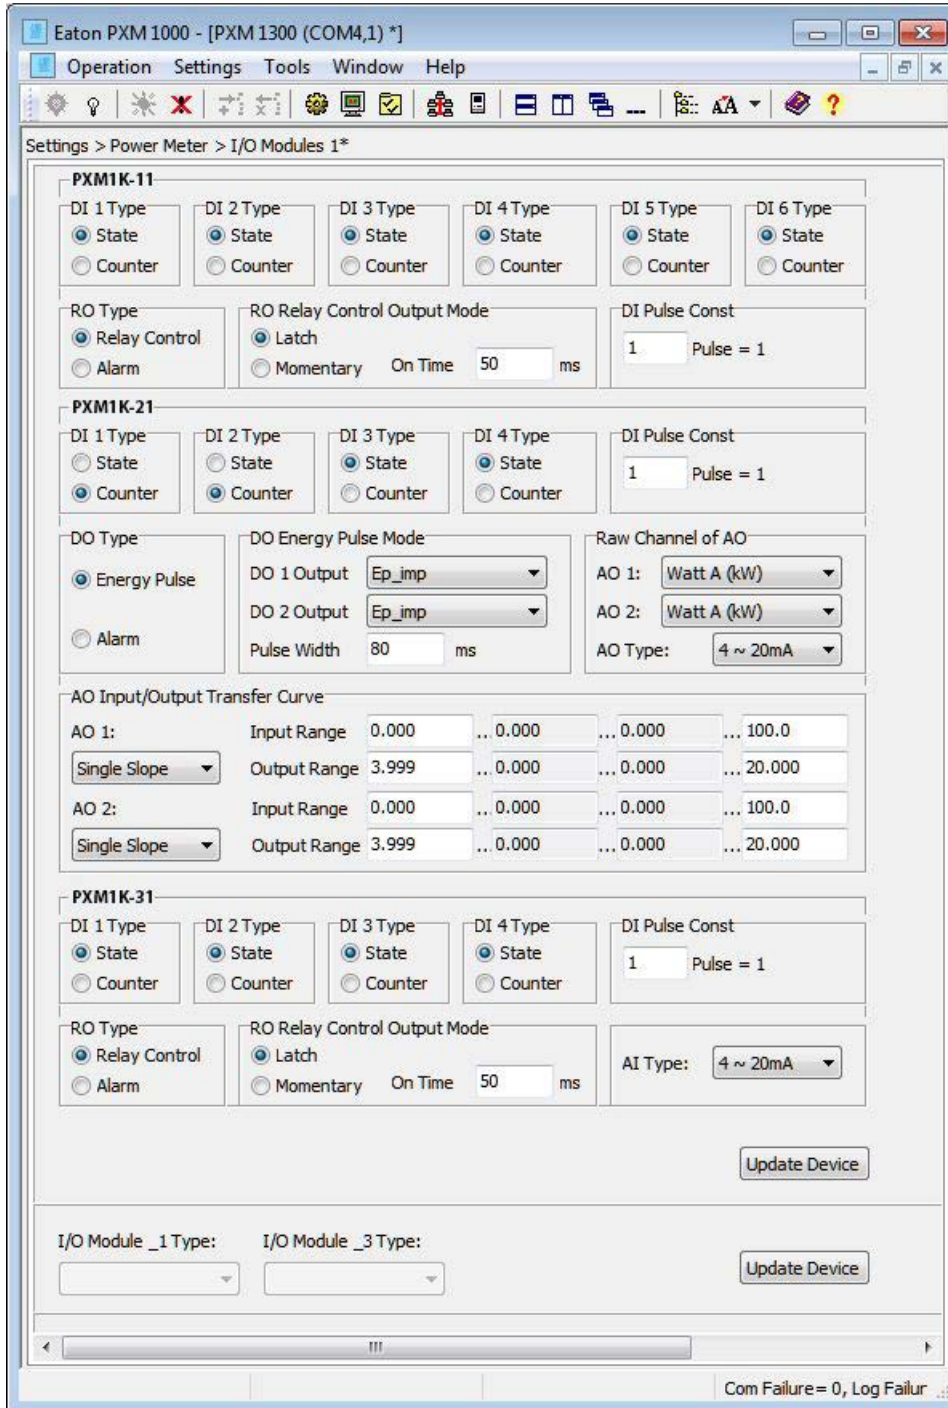 Eaton PXM 1000 - [PXM 1300 (COM4,1) *]
Operation Settings Tools Window Help
Settings > Power Meter > I/O Modules 1*
PXM1K-11
DI 1 Type DI 2 Type DI 3 Type DI 4 Type DI 5 Type DI 6 Type
State State State State State State
Counter Counter Counter Counter Counter Counter
RO Type RO Relay Control Output Mode DI Pulse Const
Relay Control Latch 1 Pulse = 1
Alarm Momentary On Time 50 ms
PXM1K-21
DI 1 Type DI 2 Type DI 3 Type DI 4 Type DI Pulse Const
State State State State 1 Pulse = 1
Counter Counter Counter Counter
DO Type DO Energy Pulse Mode Raw Channel of AO
Energy Pulse DO 1 Output Ep_imp AO 1: Watt A (kW)
DO 2 Output Ep_imp AO 2: Watt A (kW)
Alarm Pulse Width 80 ms AO Type: 4 ~ 20mA
AO Input/Output Transfer Curve
AO 1: Input Range 0.000 ... 0.000 ... 0.000 ... 100.0
Single Slope Output Range 3.999 ... 0.000 ... 0.000 ... 20.000
AO 2: Input Range 0.000 ... 0.000 ... 0.000 ... 100.0
Single Slope Output Range 3.999 ... 0.000 ... 0.000 ... 20.000
PXM1K-31
DI 1 Type DI 2 Type DI 3 Type DI 4 Type DI Pulse Const
State State State State 1 Pulse = 1
Counter Counter Counter Counter
RO Type RO Relay Control Output Mode
Relay Control Latch AI Type: 4 ~ 20mA
Alarm Momentary On Time 50 ms
Update Device
I/O Module _1 Type: I/O Module _3 Type:
Update Device
Com Failure= 0, Log Failur